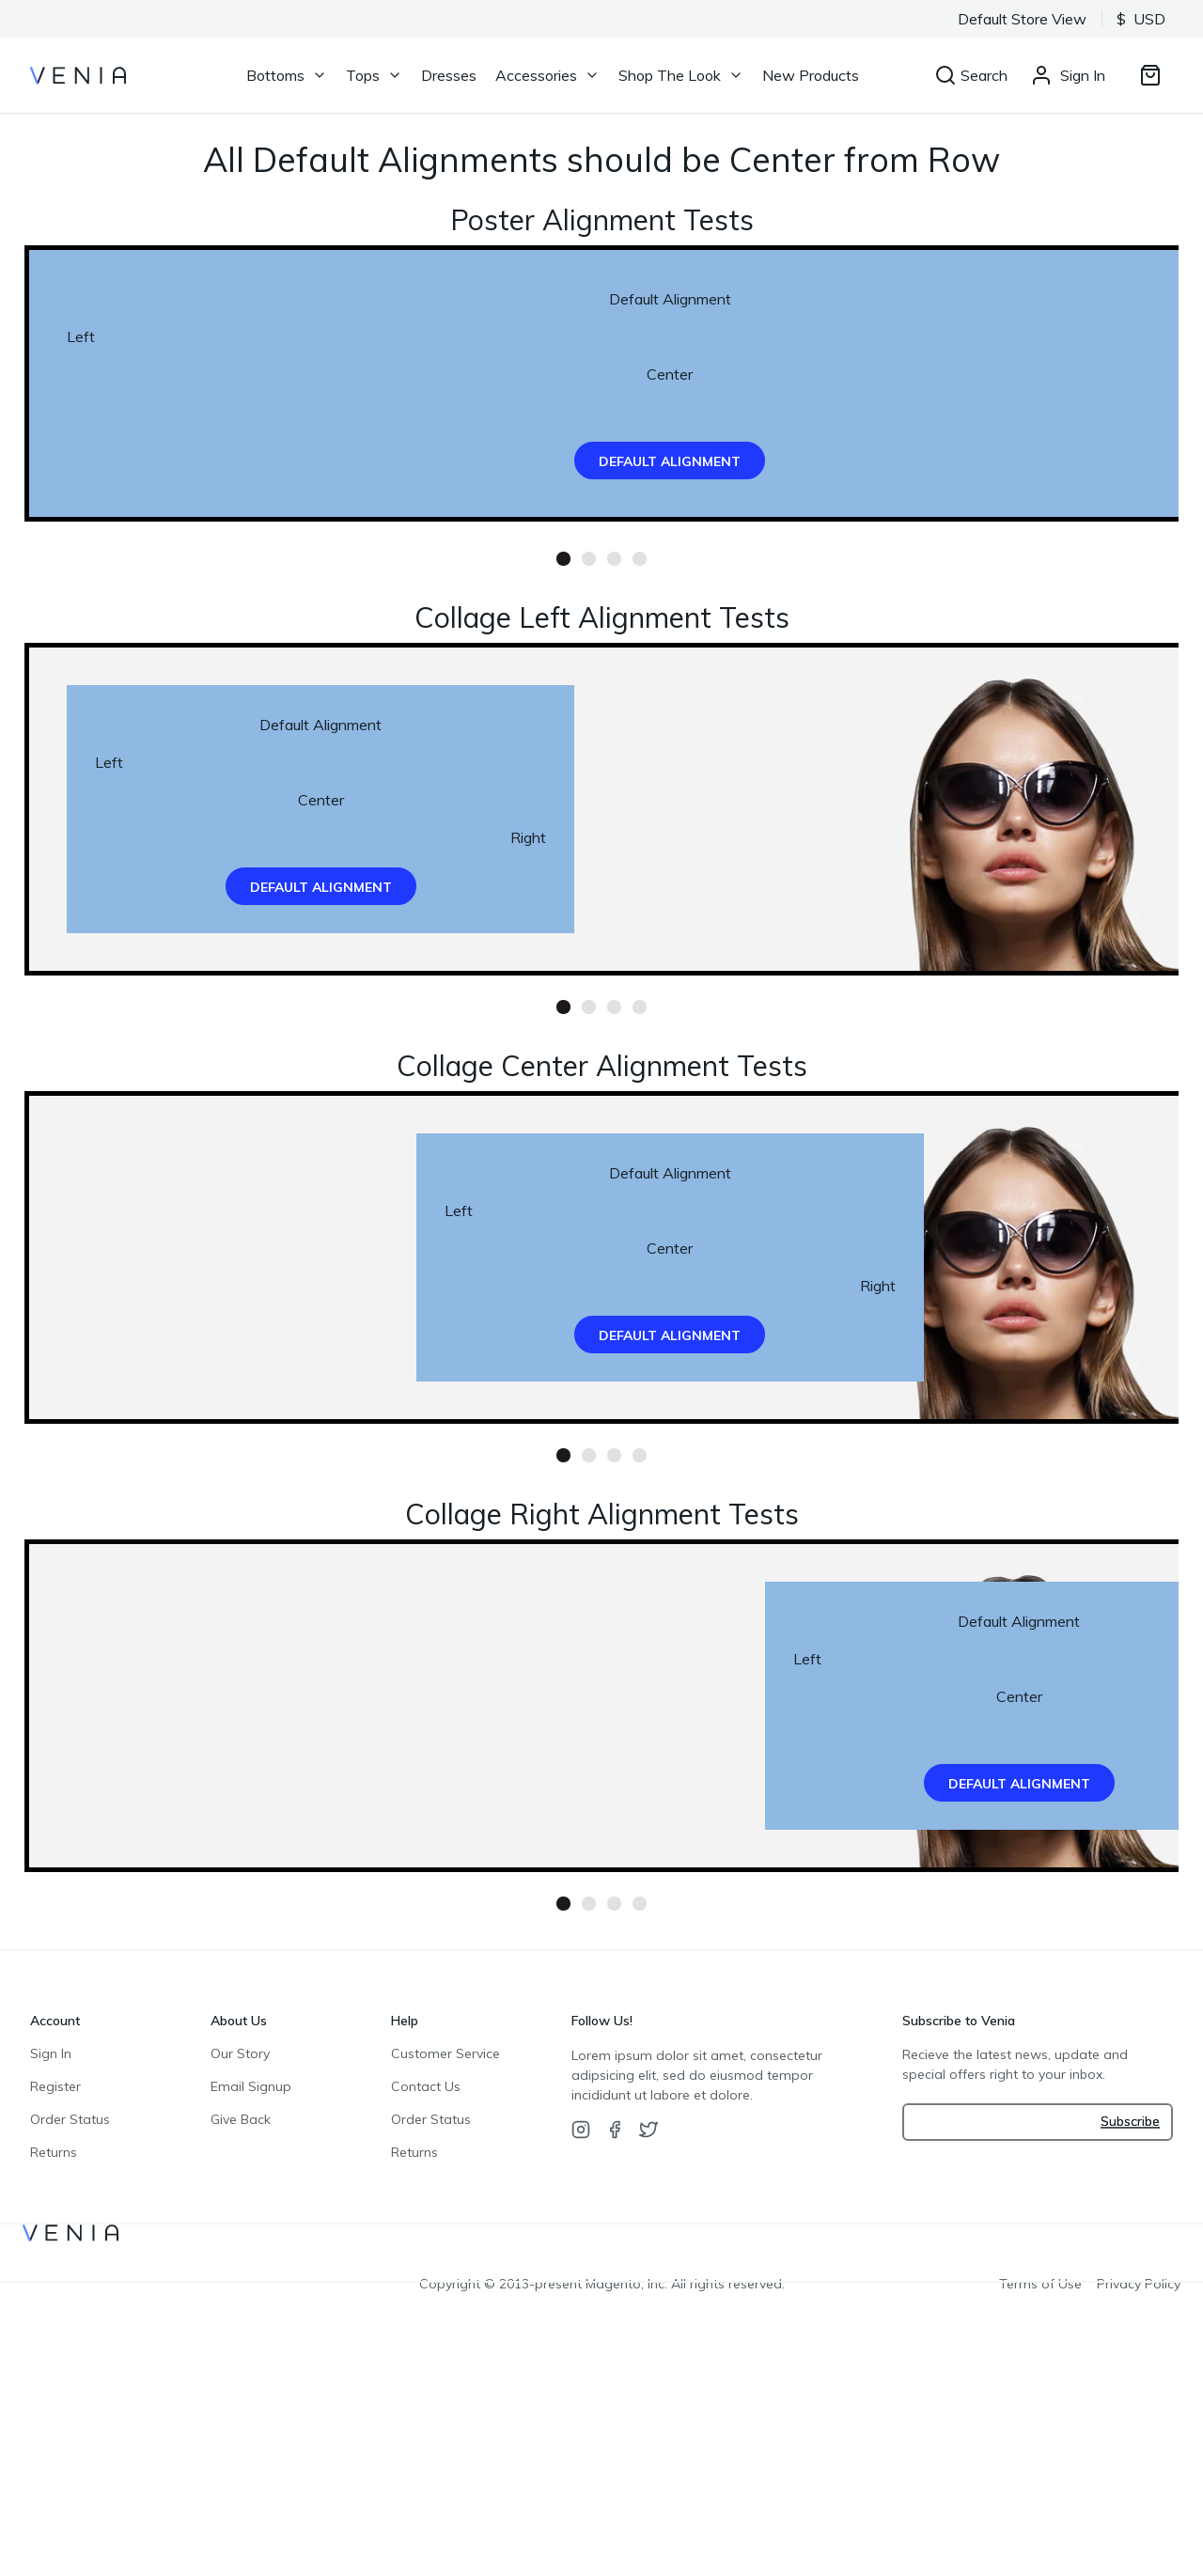 Default Store View $ USD
VENIA Bottoms Tops Dresses Accessories Shop The Look New Products Search Sign In
All Default Alignments should be Center from Row
Poster Alignment Tests
Default Alignment
Left
Center
DEFAULT ALIGNMENT
Collage Left Alignment Tests
Default Alignment
Left
Center
Right
DEFAULT ALIGNMENT
Collage Center Alignment Tests
Default Alignment
Left
Center
Right
DEFAULT ALIGNMENT
Collage Right Alignment Tests
Default Alignment
Left
Center
DEFAULT ALIGNMENT
Account
Sign In
Register
Order Status
Returns
About Us
Our Story
Email Signup
Give Back
Help
Customer Service
Contact Us
Order Status
Returns
Follow Us!
Lorem ipsum dolor sit amet, consectetur
adipsicing elit, sed do eiusmod tempor
incididunt ut labore et dolore.
Subscribe to Venia
Recieve the latest news, update and
special offers right to your inbox.
Subscribe
VENIA
Copyright © 2013-present Magento, Inc. All rights reserved.
Terms of Use Privacy Policy